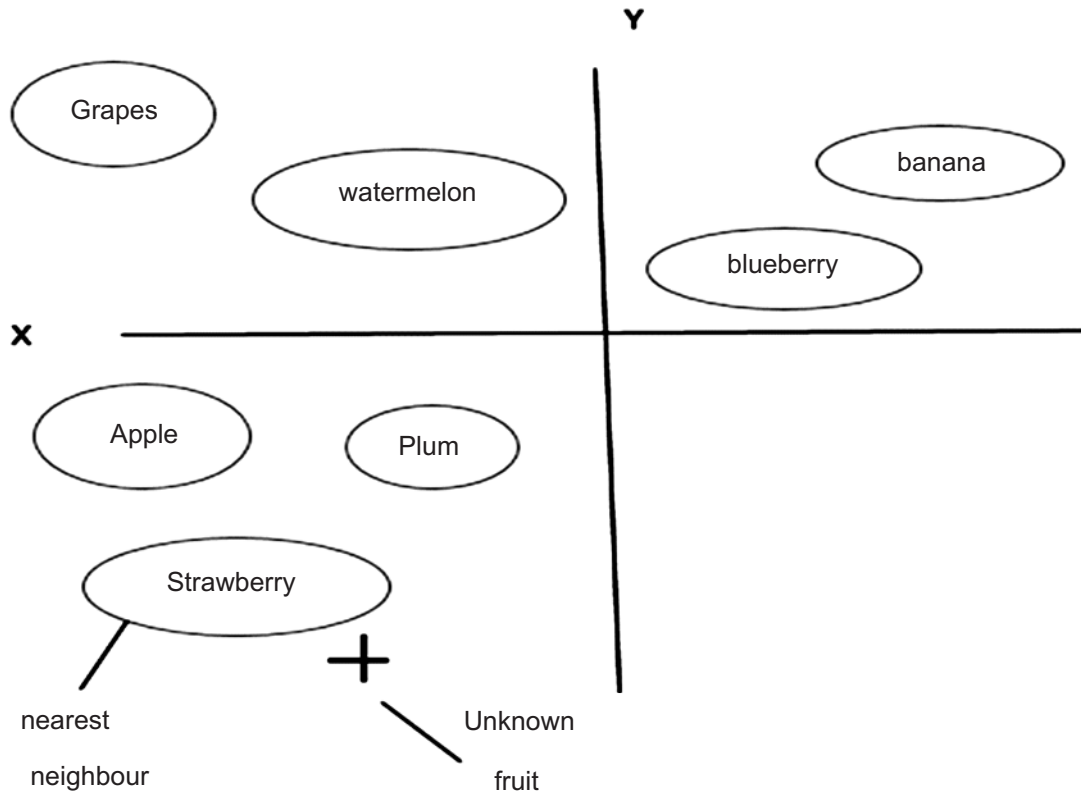 Y
Grapes
banana
watermelon
blueberry
X
Apple
Plum
Strawberry
nearest
neighbour
Unknown
fruit